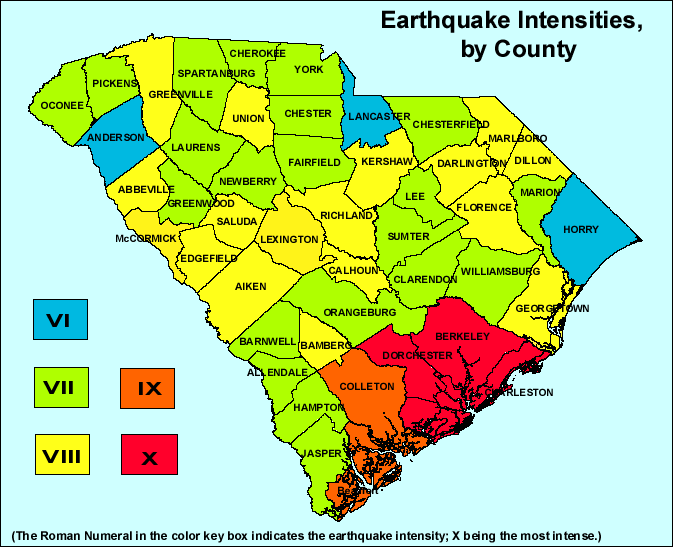 Earthquake Intensities,
by County
CHEROKEE
YORK
SPARTANBURG
PICKENS
GREENVILLE
OCONEE
UNION
CHESTER
LANCASTER
CHESTERFIELD
MARLBORO
ANDERSON
LAURENS
FAIRFIELD
KERSHAW
DARLINGTON
DILLON
NEWBERRY
ABBEVILLE
GREENWOOD
LEE
MARION
FLORENCE
SALUDA
RICHLAND
HORRY
McCORMICK
LEXINGTON
SUMTER
EDGEFIELD
CALHOUN
CLARENDON
WILLIAMSBURG
AIKEN
GEORGETOWN
ORANGEBURG
BARNWELL
BAMBERG
BERKELEY
DORCHESTER
ALLENDALE
COLLETON
CHARLESTON
HAMPTON
JASPER
Beaufort
VI
VII
IX
VIII
X
(The Roman Numeral in the color key box indicates the earthquake intensity; X being the most intense.)